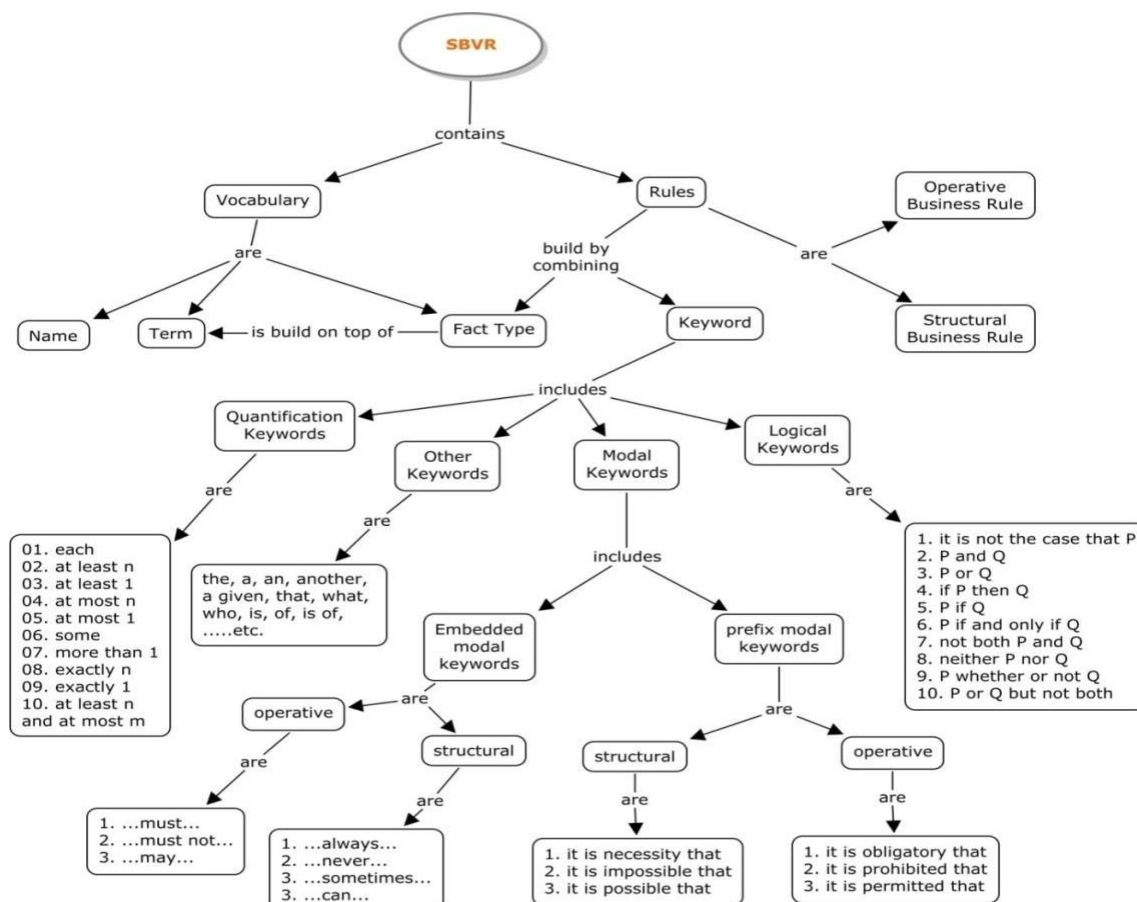 SBVR
contains
Vocabulary
Rules
Operative
Business Rule
are
build by
combining
are
Name
Term
is build on top of
Fact Type
Keyword
Structural
Business Rule
includes
Quantification
Keywords
Other
Keywords
Modal
Keywords
Logical
Keywords
are
are
includes
are
01. each
02. at least n
03. at least 1
04. at most n
05. at most 1
06. some
07. more than 1
08. exactly n
09. exactly 1
10. at least n
and at most m
the, a, an, another,
a given, that, what,
who, is, of, is of,
.....etc.
1. it is not the case that P
2. P and Q
3. P or Q
4. if P then Q
5. P if Q
6. P if and only if Q
7. not both P and Q
8. neither P nor Q
9. P whether or not Q
10. P or Q but not both
Embedded
modal
keywords
prefix modal
keywords
are
are
operative
structural
structural
operative
are
are
are
are
1. ...must...
2. ...must not...
3. ...may...
1. ...always...
2. ...never...
3. ...sometimes...
3. ...can...
1. it is necessity that
2. it is impossible that
3. it is possible that
1. it is obligatory that
2. it is prohibited that
3. it is permitted that